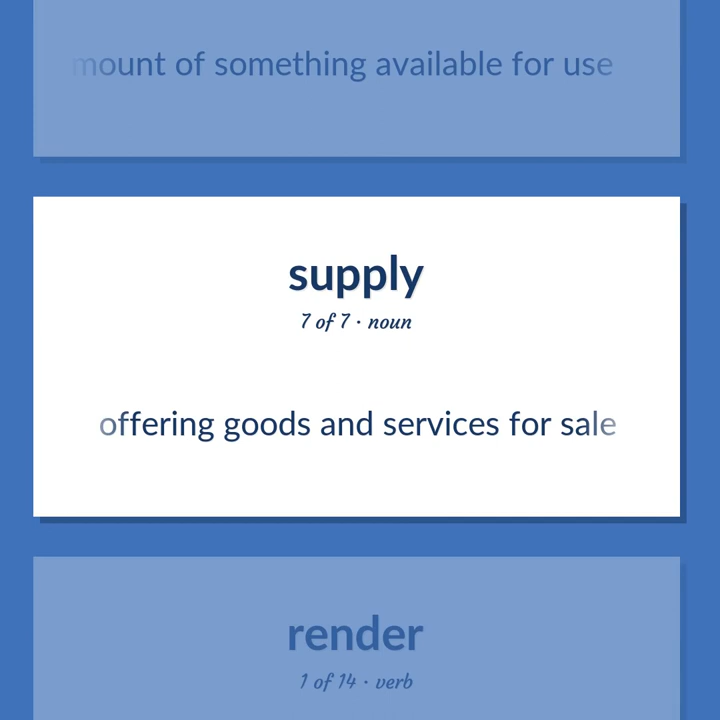 mount of something available for use
supply
7 of 7 · noun
offering goods and services for sale
render
1 of 14 · verb